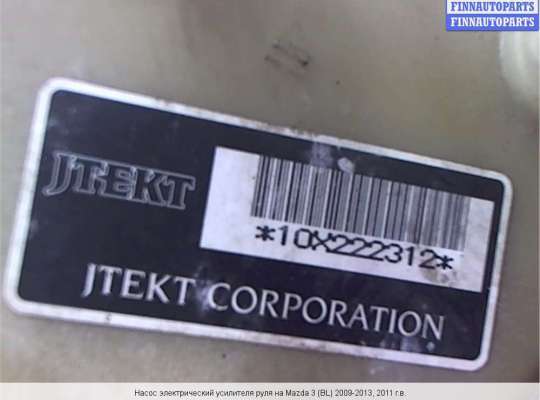 FINNAUTOPARTS
FINNAUTOPARTS
JTEKT
*10X222312*
JTEKT CORPORATION
Насос электрический усилителя руля на Mazda 3 (BL) 2009-2013, 2011 г.в.